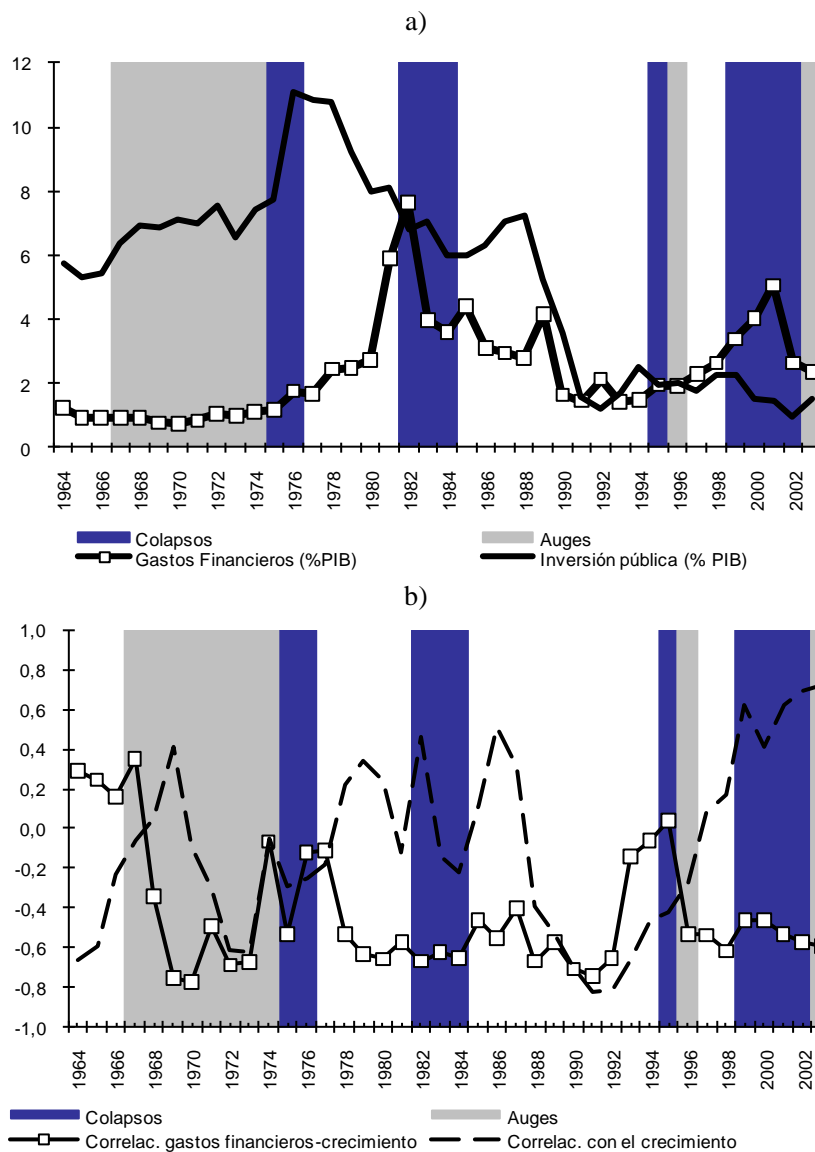 a)
12
10
8
6
4
2
0
1964 1966 1968 1970 1972 1974 1976 1978 1980 1982 1984 1986 1988 1990 1992 1994 1996 1998 2000 2002
Colapsos Auges
Gastos Financieros (%PIB) Inversión pública (% PIB)
b)
1,0
0,8
0,6
0,4
0,2
0,0
-0,2
-0,4
-0,6
-0,8
-1,0
1964 1966 1968 1970 1972 1974 1976 1978 1980 1982 1984 1986 1988 1990 1992 1994 1996 1998 2000 2002
Colapsos Auges
Correlac. gastos financieros-crecimiento Correlac. con el crecimiento